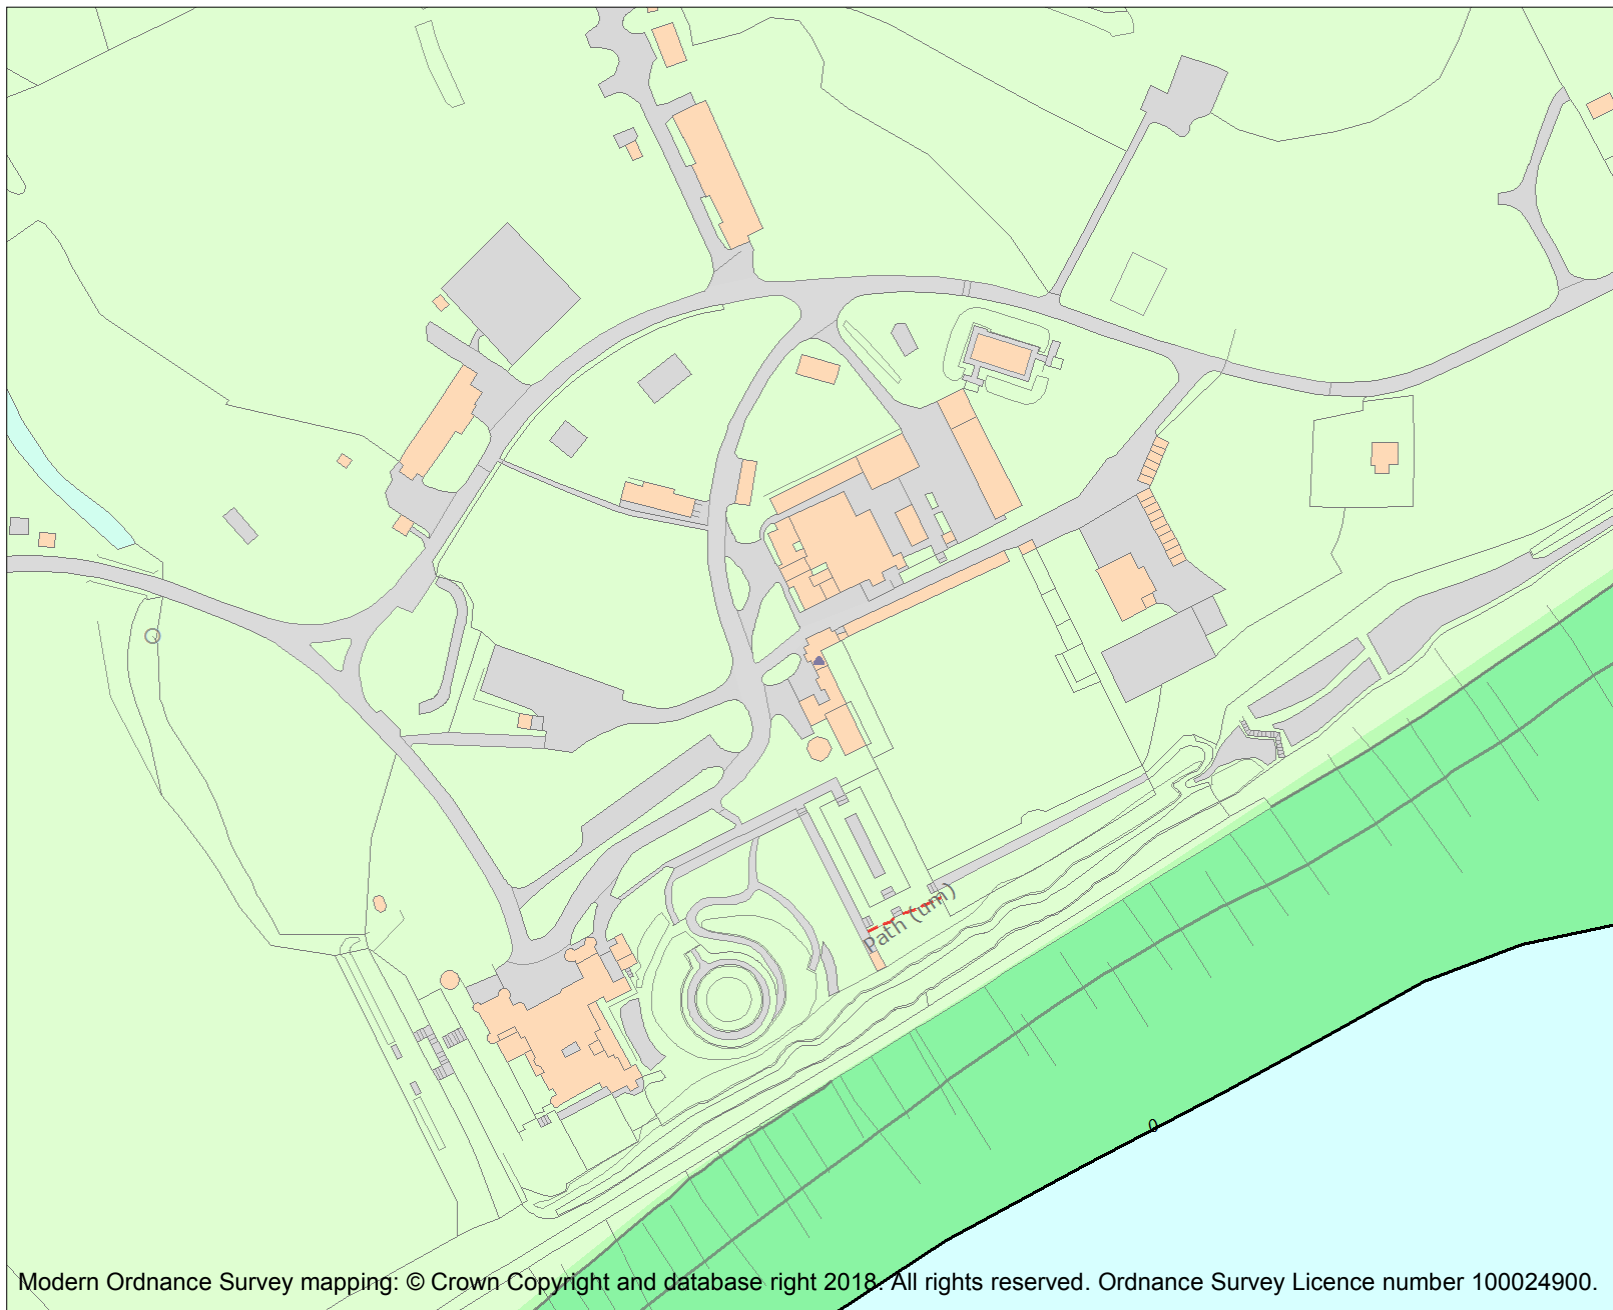 Path (um)
0
Modern Ordnance Survey mapping: © Crown Copyright and database right 2018. All rights reserved. Ordnance Survey Licence number 100024900.